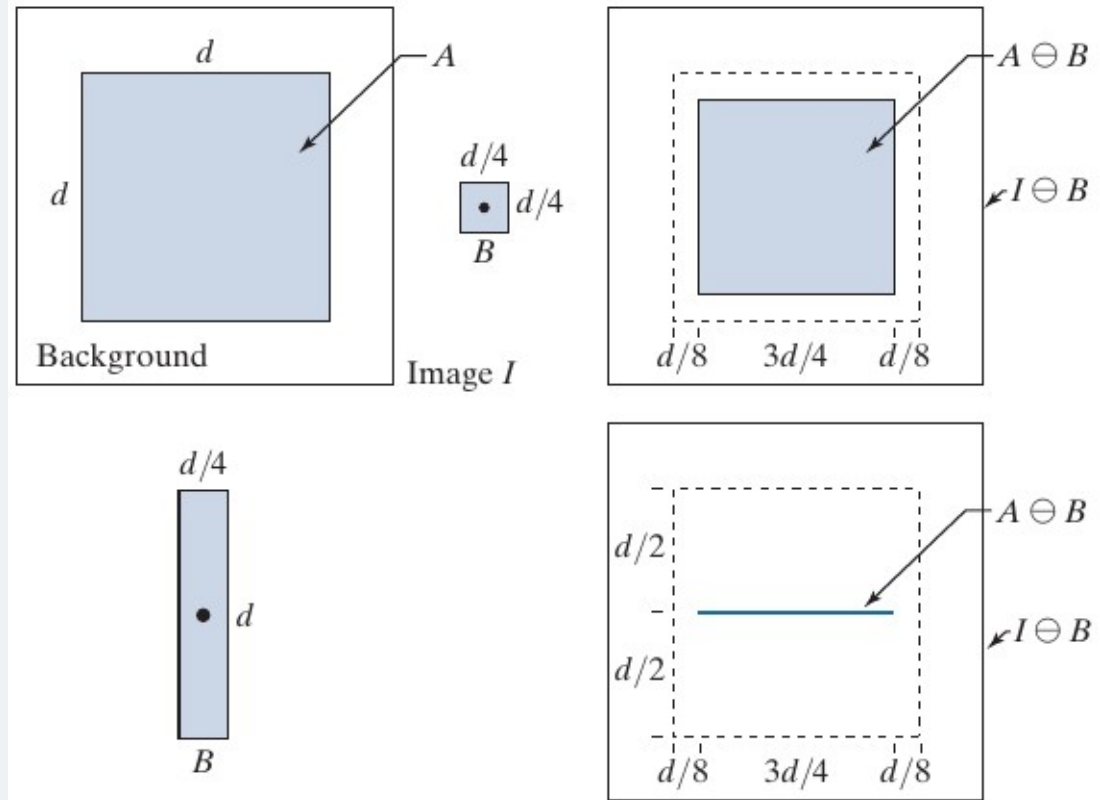 d
A
d
d/4
d/4
B
Background
Image I
A ⊖ B
I ⊖ B
d/8 3d/4 d/8
d/4
d
B
A ⊖ B
d/2
I ⊖ B
d/2
d/8 3d/4 d/8